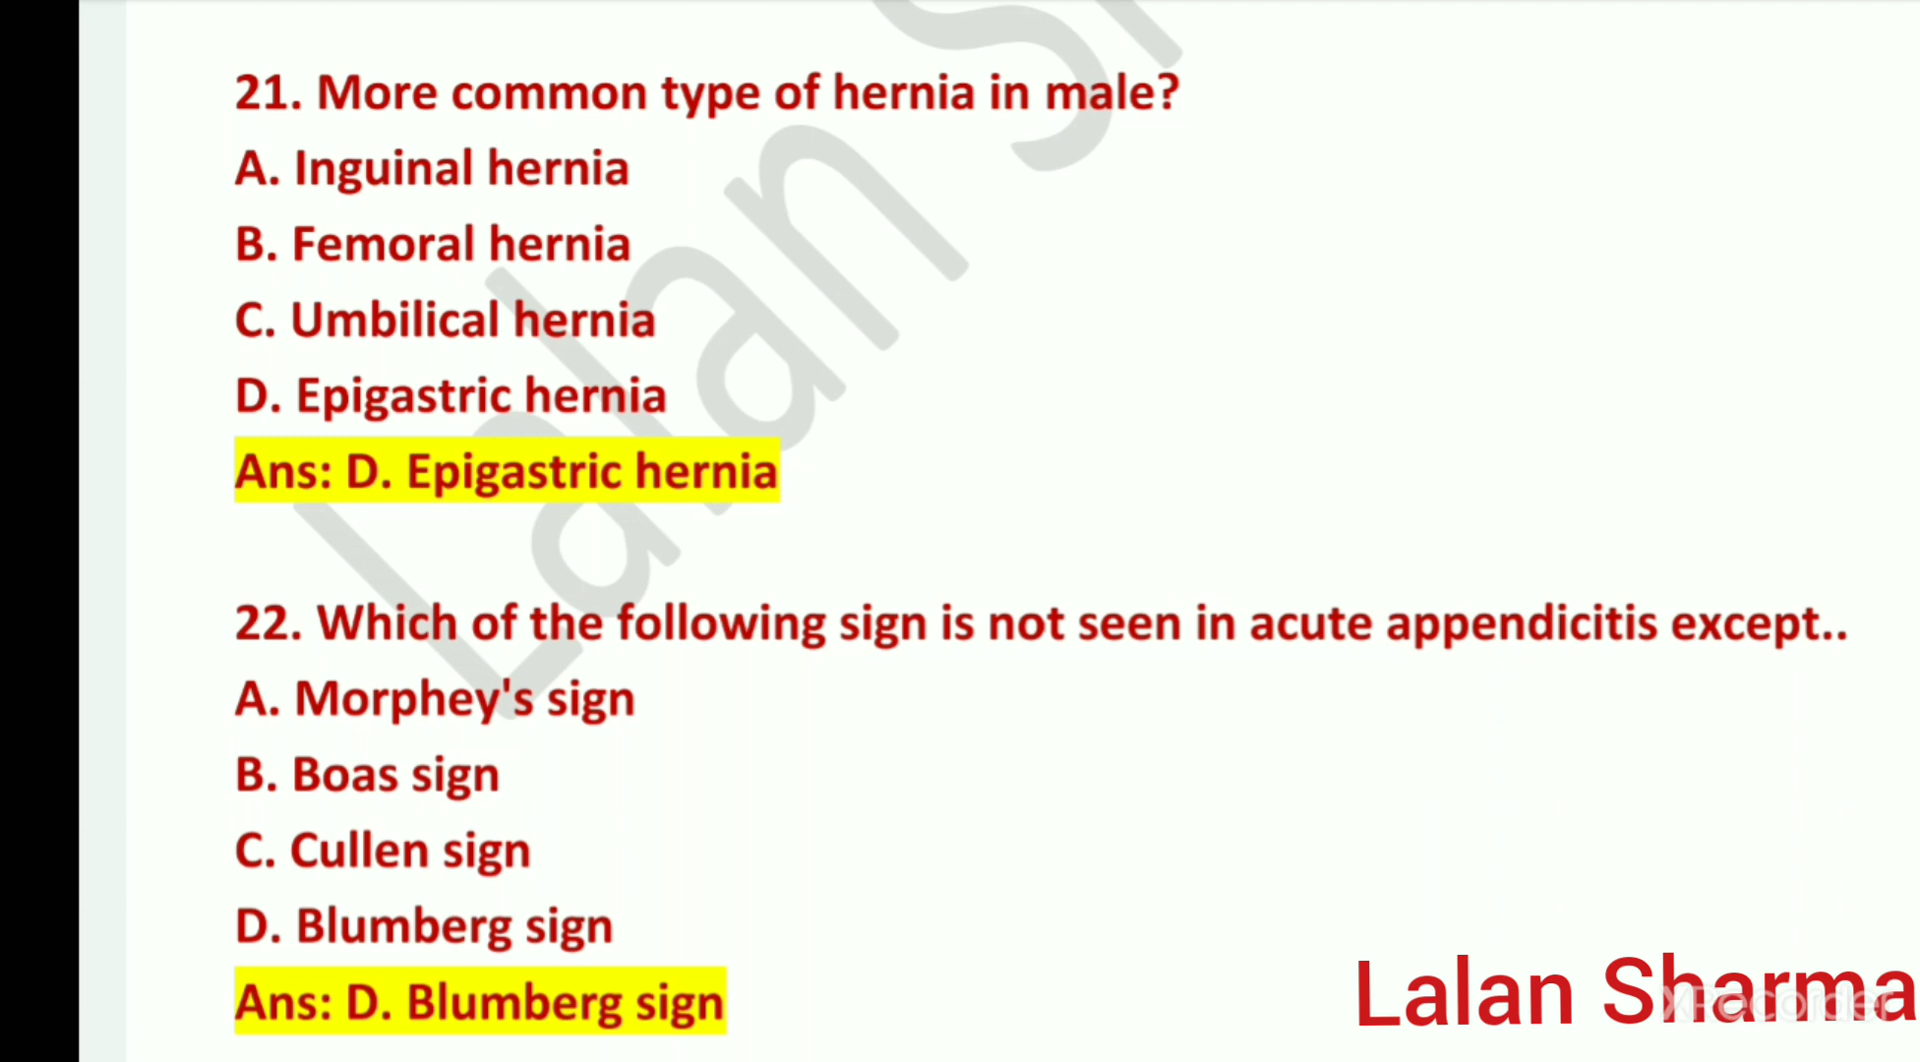 21. More common type of hernia in male?
A. Inguinal hernia
B. Femoral hernia
C. Umbilical hernia
D. Epigastric hernia
Ans: D. Epigastric hernia
22. Which of the following sign is not seen in acute appendicitis except..
A. Morphey's sign
B. Boas sign
C. Cullen sign
D. Blumberg sign
Ans: D. Blumberg sign
Lalan Sharma
XRecorder
Lalan